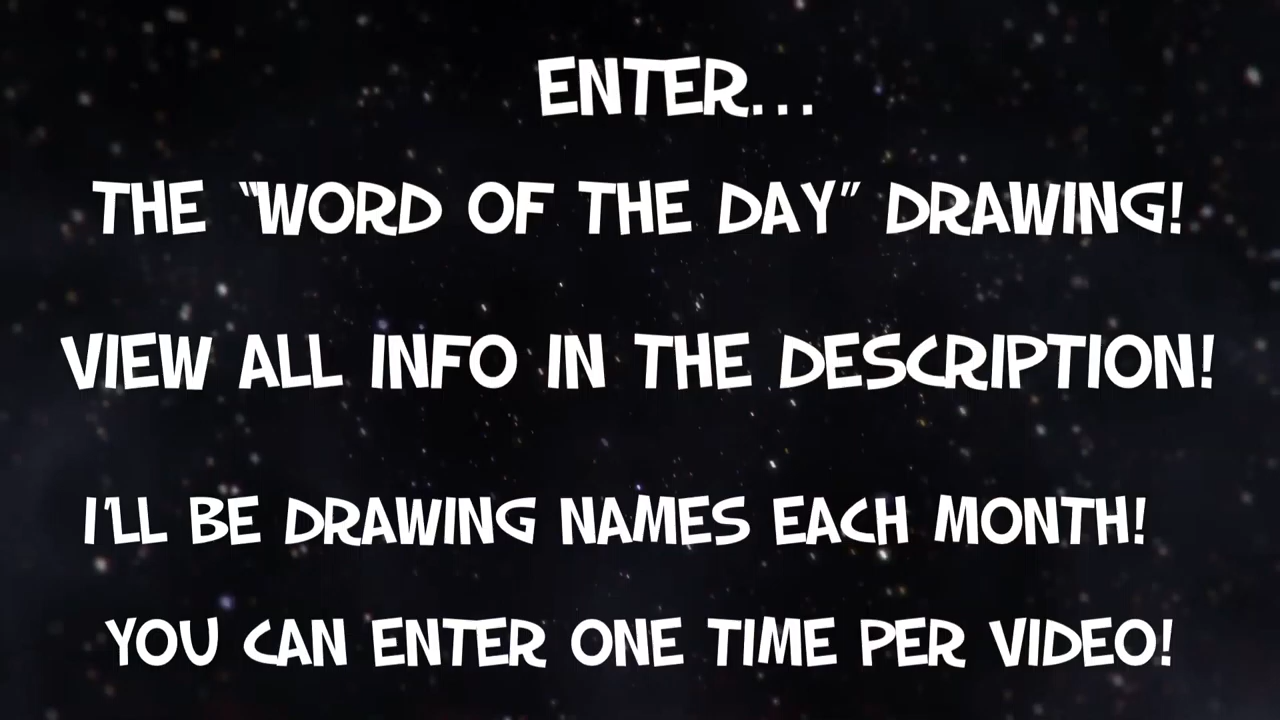 ENTER...
THE "WORD OF THE DAY" DRAWING!
VIEW ALL INFO IN THE DESCRIPTION!
I'LL BE DRAWING NAMES EACH MONTH!
YOU CAN ENTER ONE TIME PER VIDEO!